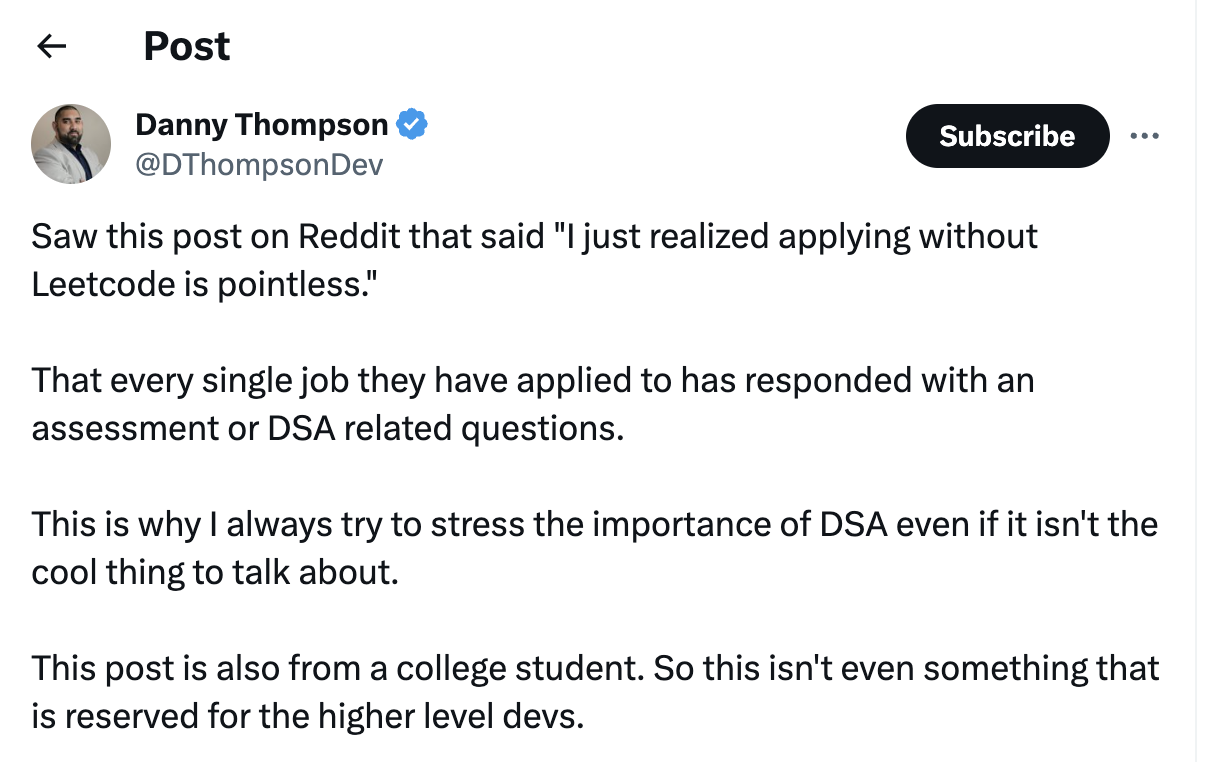 Post
Danny Thompson
Subscribe
@DThompsonDev
Saw this post on Reddit that said "I just realized applying without
Leetcode is pointless."
That every single job they have applied to has responded with an
assessment or DSA related questions.
This is why I always try to stress the importance of DSA even if it isn't the
cool thing to talk about.
This post is also from a college student. So this isn't even something that
is reserved for the higher level devs.